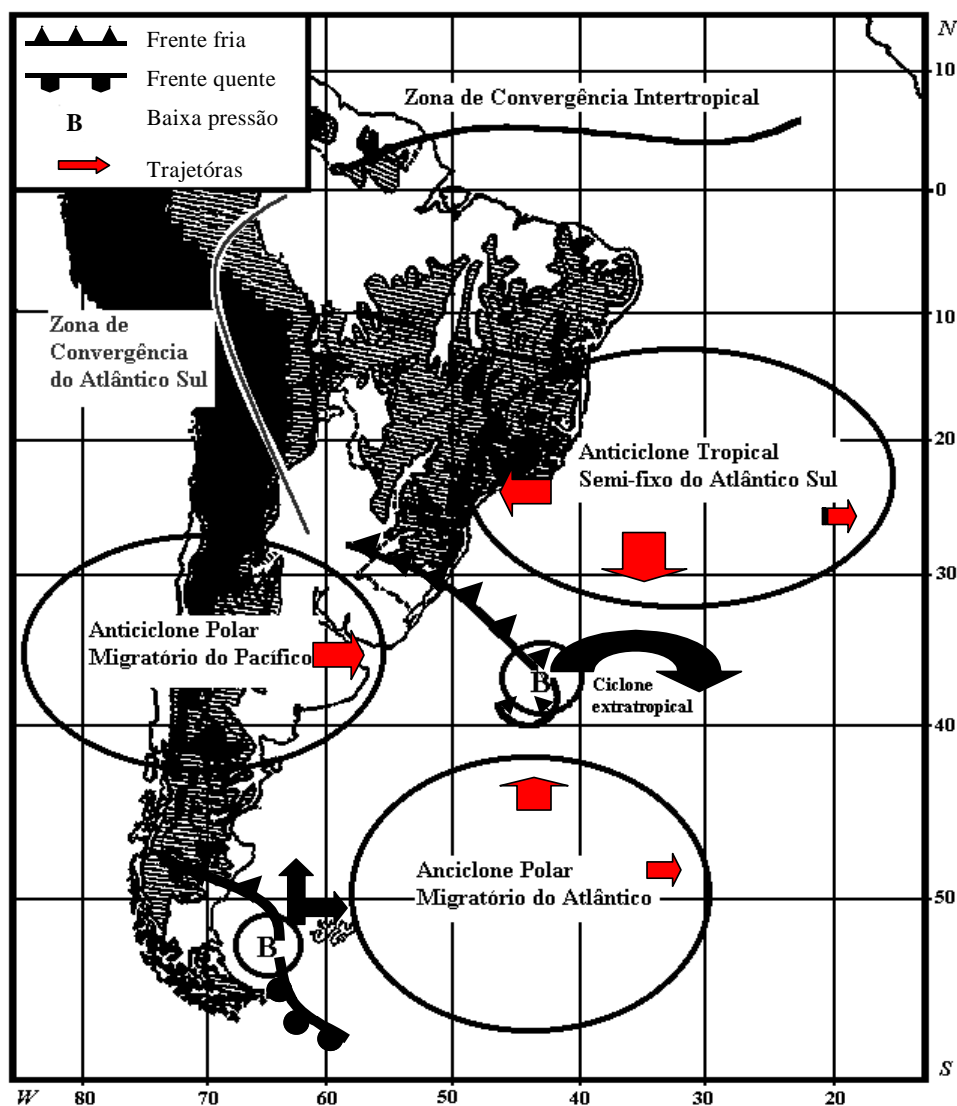 Frente fria
Frente quente
B
Baixa pressão
Trajetóras
N
10
Zona de Convergência Intertropical
0
10
Zona de
Convergência
do Atlântico Sul
20
Anticlone Tropical
Semi-fixo do Atlântico Sul
30
Anticlone Polar
Migratório do Pacífico
B
Ciclone
extratropical
40
Anciclone Polar
Migratório do Atlântico
50
B
W
80
70
60
50
40
30
20
S